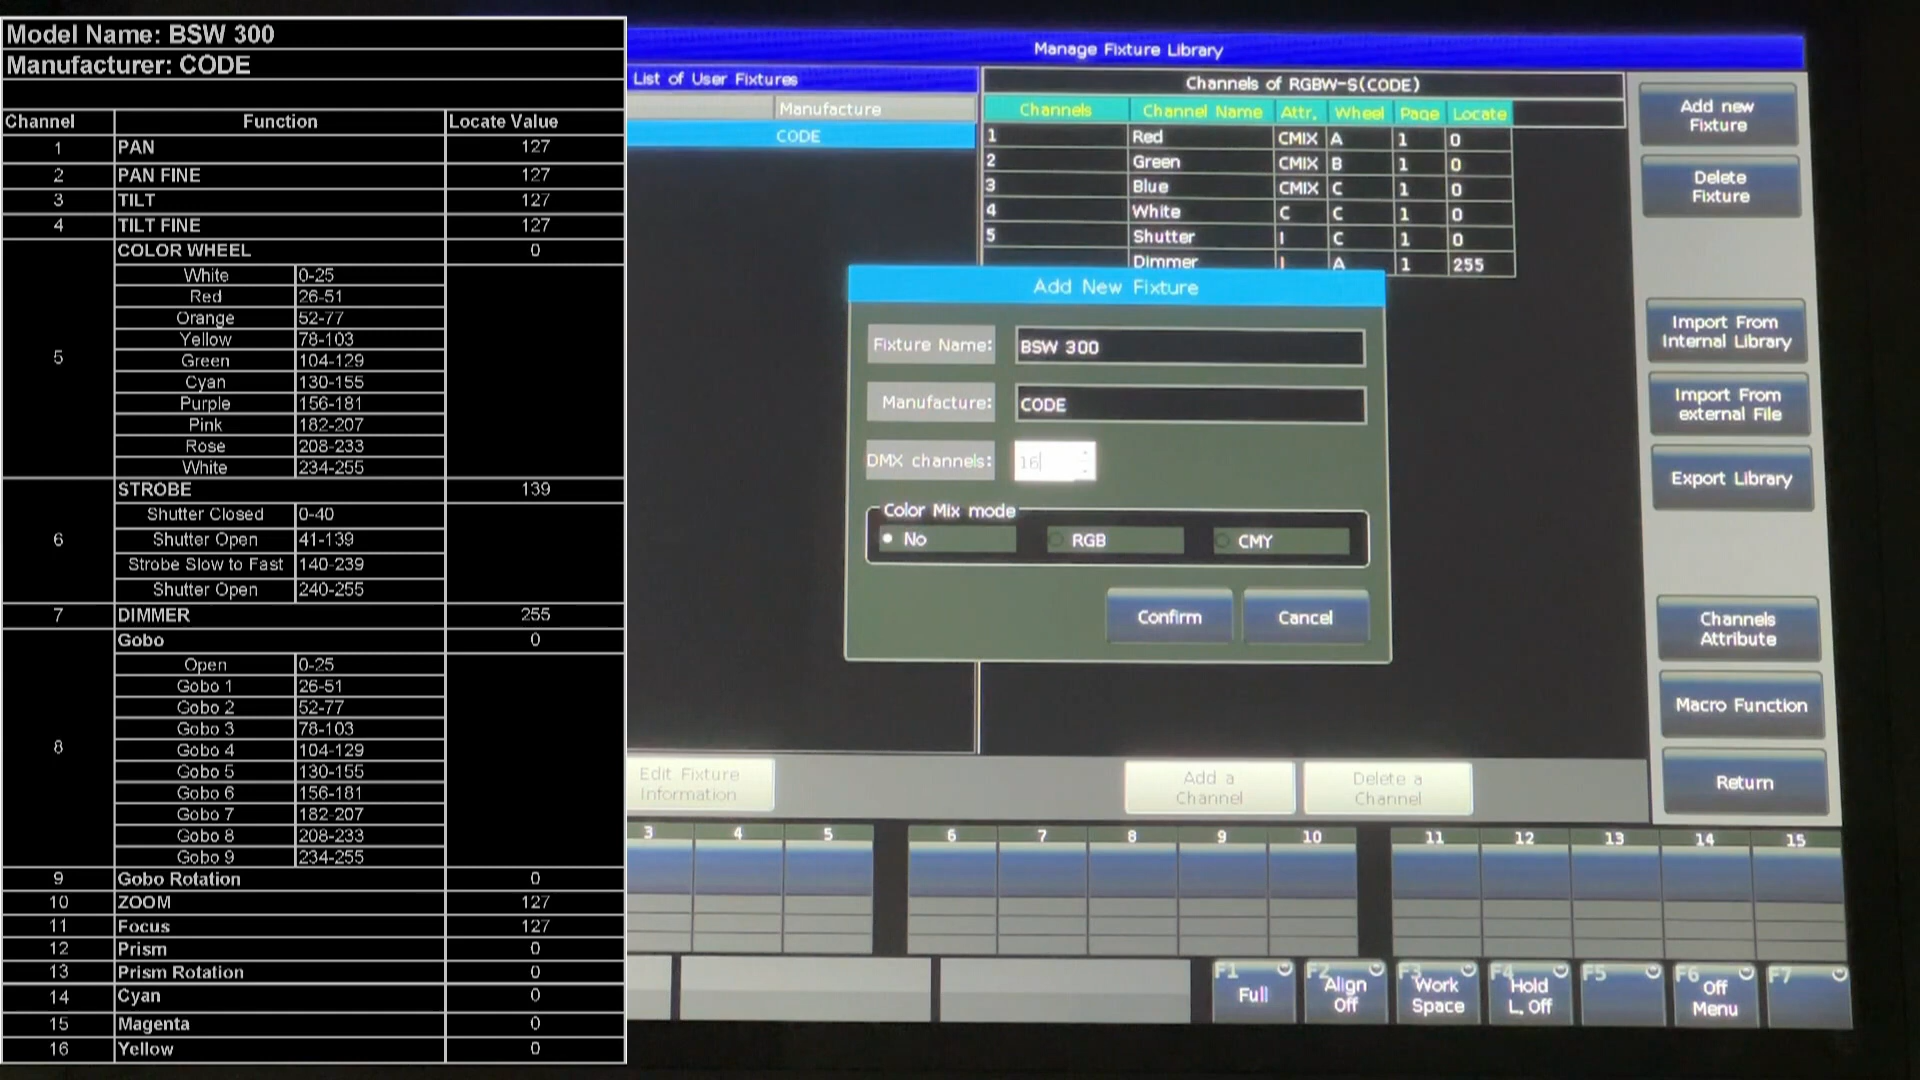 Model Name: BSW 300
Manufacturer: CODE
Channel Function Locate Value
1 PAN 127
2 PAN FINE 127
3 TILT 127
4 TILT FINE 127
5 COLOR WHEEL 0
White 0-25
Red 26-51
Orange 52-77
Yellow 78-103
Green 104-129
Cyan 130-155
Purple 156-181
Pink 182-207
Rose 208-233
White 234-255
6 STROBE 139
Shutter Closed 0-40
Shutter Open 41-139
Strobe Slow to Fast 140-239
Shutter Open 240-255
7 DIMMER 255
8 Gobo 0
Open 0-25
Gobo 1 26-51
Gobo 2 52-77
Gobo 3 78-103
Gobo 4 104-129
Gobo 5 130-155
Gobo 6 156-181
Gobo 7 182-207
Gobo 8 208-233
Gobo 9 234-255
9 Gobo Rotation 0
10 ZOOM 127
11 Focus 127
12 Prism 0
13 Prism Rotation 0
14 Cyan 0
15 Magenta 0
16 Yellow 0
Manage Fixture Library
List of User Fixtures
Manufacture
CODE
Channels of RGBW-S(CODE)
Channels Channel Name Attr. Wheel Page Locate
1 Red CMIX A 1 0
2 Green CMIX B 1 0
3 Blue CMIX C 1 0
4 White C C 1 0
5 Shutter I C 1 0
Dimmer I A 1 255
Add New Fixture
Fixture Name: BSW 300
Manufacture: CODE
DMX channels: 16
Color Mix mode
No RGB CMY
Confirm Cancel
Add new
Fixture
Delete
Fixture
Import From
Internal Library
Import From
external File
Export Library
Channels
Attribute
Macro Function
Return
Edit Fixture
Information
Add a
Channel
Delete a
Channel
3 4 5 6 7 8 9 10 11 12 13 14 15
F1
Full
F2
Align
Off
F3
Work
Space
F4
Hold
L. Off
F5
F6
Off
Menu
F7